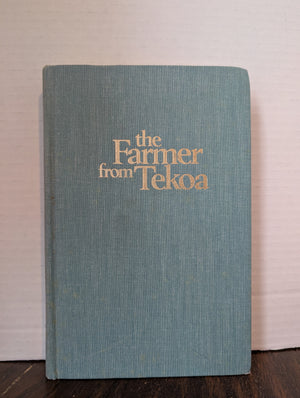 the
Farmer
from Tekoa